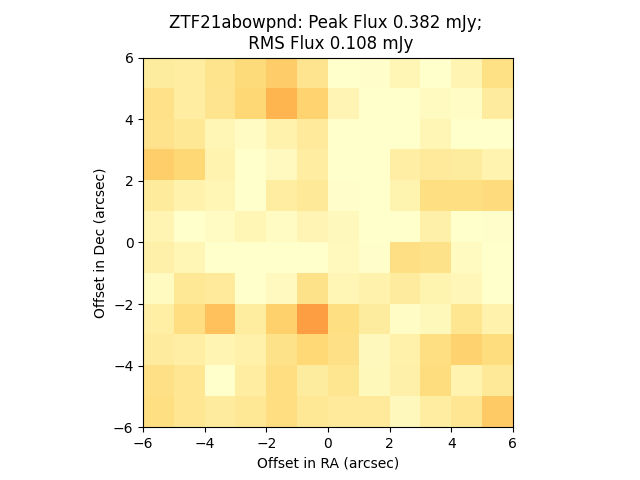 ZTF21abowpnd: Peak Flux 0.382 mJy;
RMS Flux 0.108 mJy
6
4
2
0
−2
−4
−6
Offset in Dec (arcsec)
−6 −4 −2 0 2 4 6
Offset in RA (arcsec)